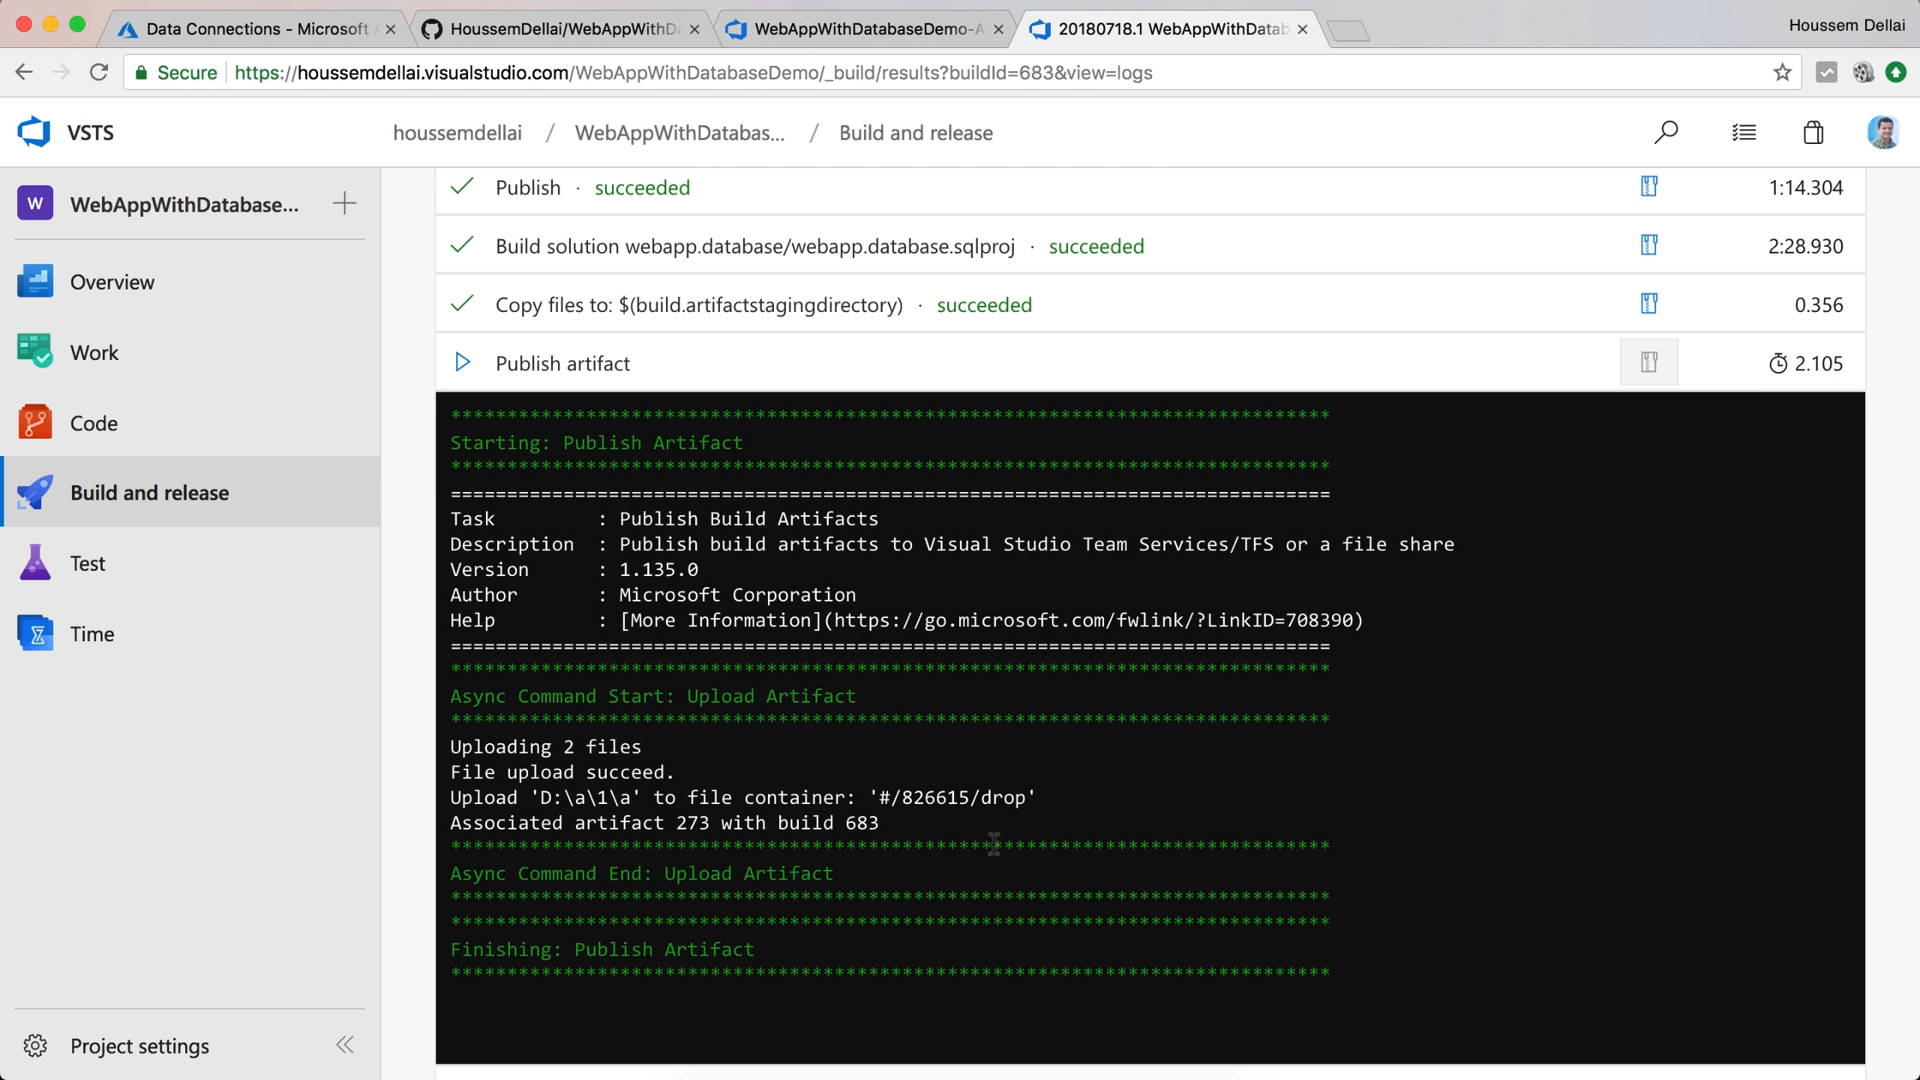 Data Connections - Microsoft
HoussemDellai/WebAppWithD
WebAppWithDatabaseDemo-A
20180718.1 WebAppWithDatab
Houssem Dellai
Secure
https://houssemdellai.visualstudio.com/WebAppWithDatabaseDemo/_build/results?buildId=683&view=logs
VSTS
houssemdellai / WebAppWithDatabas... / Build and release
W WebAppWithDatabase...
Overview
Work
Code
Build and release
Test
Time
Project settings
Publish · succeeded 1:14.304
Build solution webapp.database/webapp.database.sqlproj · succeeded 2:28.930
Copy files to: $(build.artifactstagingdirectory) · succeeded 0.356
Publish artifact 2.105
******************************************************************************
Starting: Publish Artifact
******************************************************************************
==============================================================================
Task         : Publish Build Artifacts
Description  : Publish build artifacts to Visual Studio Team Services/TFS or a file share
Version      : 1.135.0
Author       : Microsoft Corporation
Help         : [More Information](https://go.microsoft.com/fwlink/?LinkID=708390)
==============================================================================
******************************************************************************
Async Command Start: Upload Artifact
******************************************************************************
Uploading 2 files
File upload succeed.
Upload 'D:\a\1\a' to file container: '#/826615/drop'
Associated artifact 273 with build 683
******************************************************************************
Async Command End: Upload Artifact
******************************************************************************
******************************************************************************
Finishing: Publish Artifact
******************************************************************************